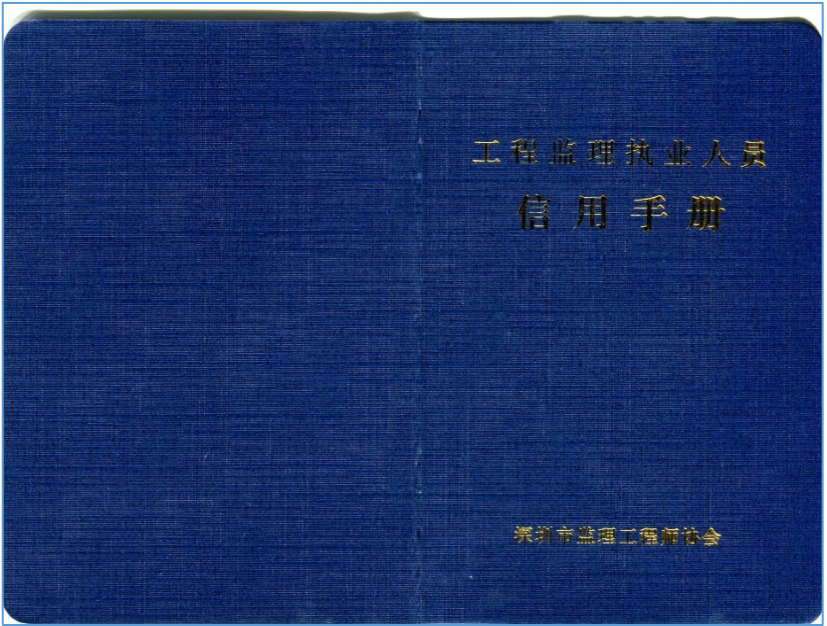 工程监理执业人员
信用手册
深圳市监理工程师协会